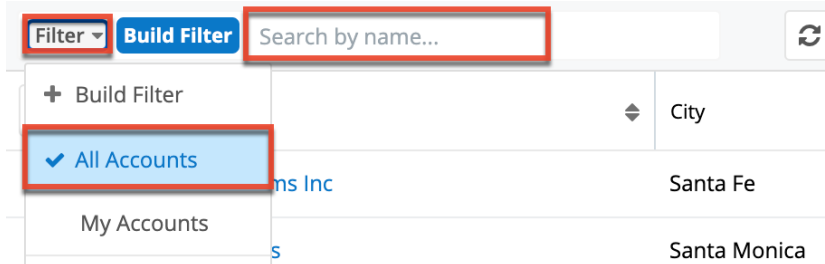 Filter Build Filter Search by name...
Build Filter
City
All Accounts
ms Inc Santa Fe
My Accounts
s Santa Monica